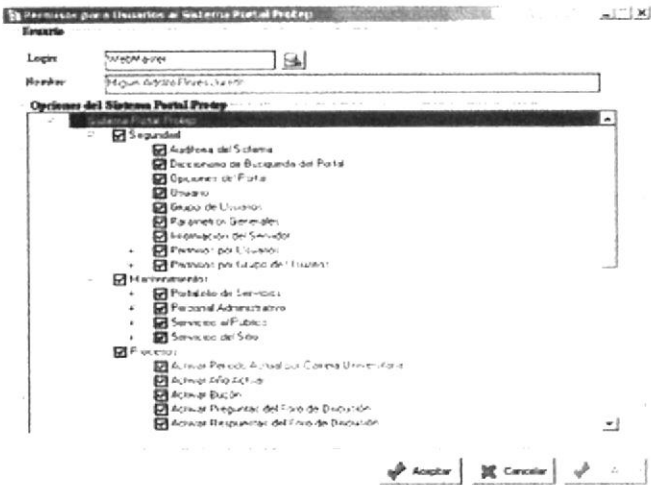 Permisos para Usuarios al Sistema Portal Protep
Usuario
Login WebMaster
Nombre Miguel Adolfo Flores
Opciones del Sistema Portal Protep
Sistema Portal Protep
Seguridad
Auditoria del Sistema
Diccionario de Busqueda del Portal
Opciones del Portal
Usuario
Grupo de Usuarios
Parametros Generales
Información del Servidor
Permisos por Usuarios
Permisos por Grupo de Usuarios
Mantenimientos
Portafolio de Servicios
Personal Administrativo
Servicios al Publico
Servicios del Sitio
Procesos
Activar Periodo Actual por Carrera Universitaria
Activar Año Actual
Activar Buzón
Activar Preguntas del Foro de Discusión
Activar Respuestas del Foro de Discusión
Aceptar
Cancelar